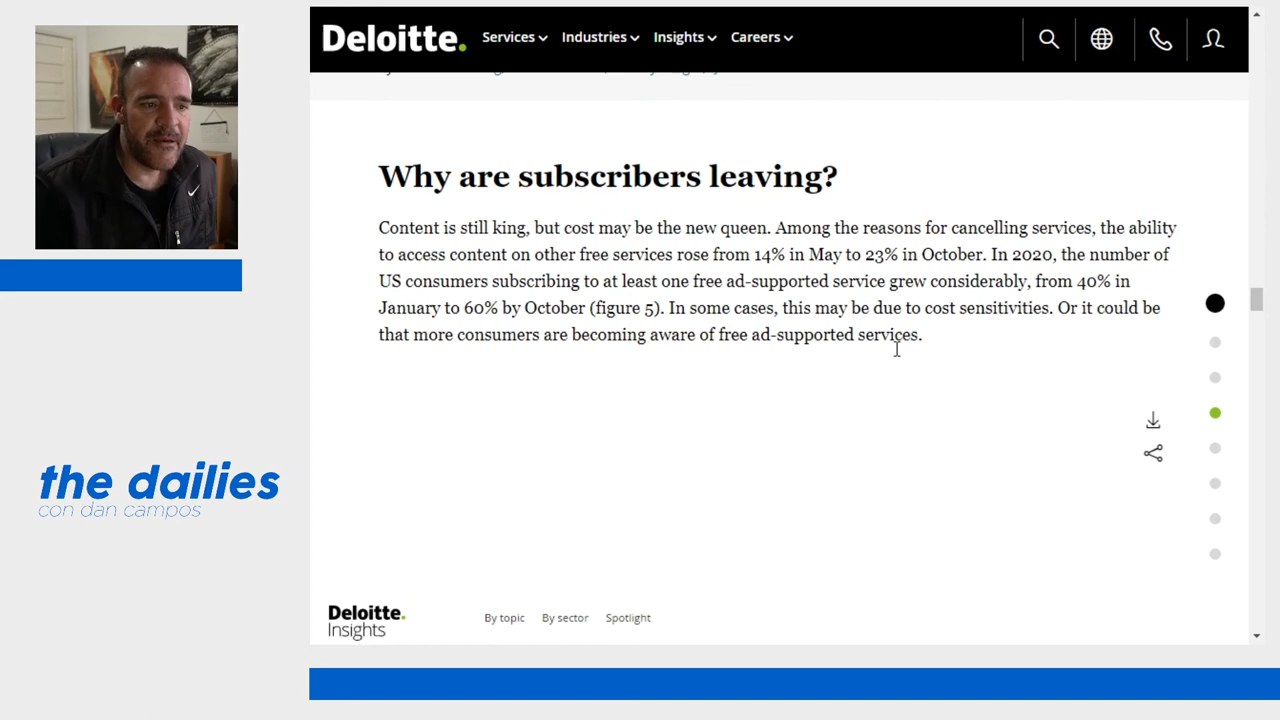 Deloitte.
Services
Industries
Insights
Careers
Why are subscribers leaving?
Content is still king, but cost may be the new queen. Among the reasons for cancelling services, the ability
to access content on other free services rose from 14% in May to 23% in October. In 2020, the number of
US consumers subscribing to at least one free ad-supported service grew considerably, from 40% in
January to 60% by October (figure 5). In some cases, this may be due to cost sensitivities. Or it could be
that more consumers are becoming aware of free ad-supported services.
the dailies
con dan campos
Deloitte.
Insights
By topic
By sector
Spotlight